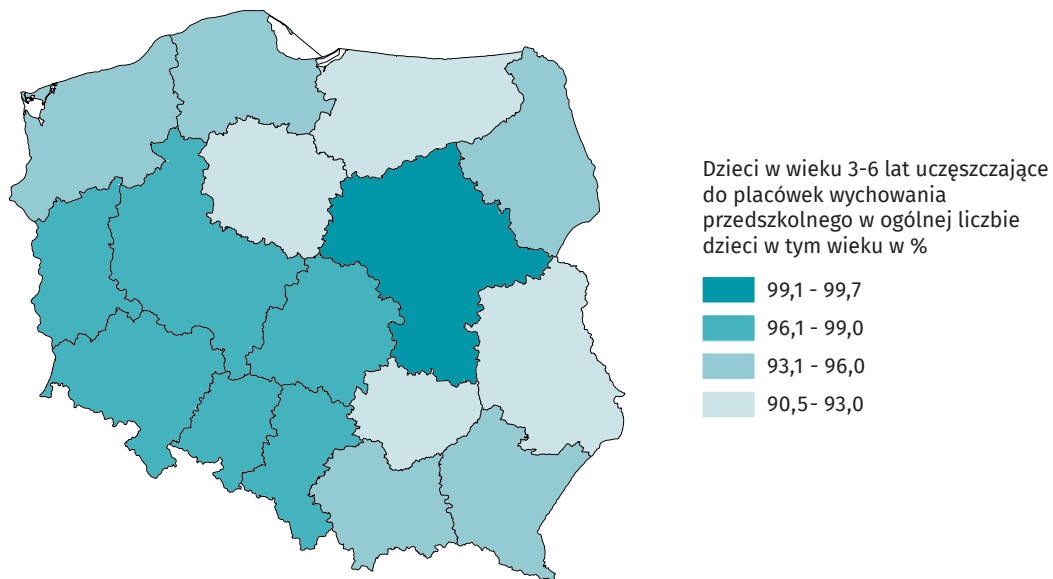 Dzieci w wieku 3-6 lat uczęszczające
do placówek wychowania
przedszkolnego w ogólnej liczbie
dzieci w tym wieku w %
99,1 - 99,7
96,1 - 99,0
93,1 - 96,0
90,5- 93,0